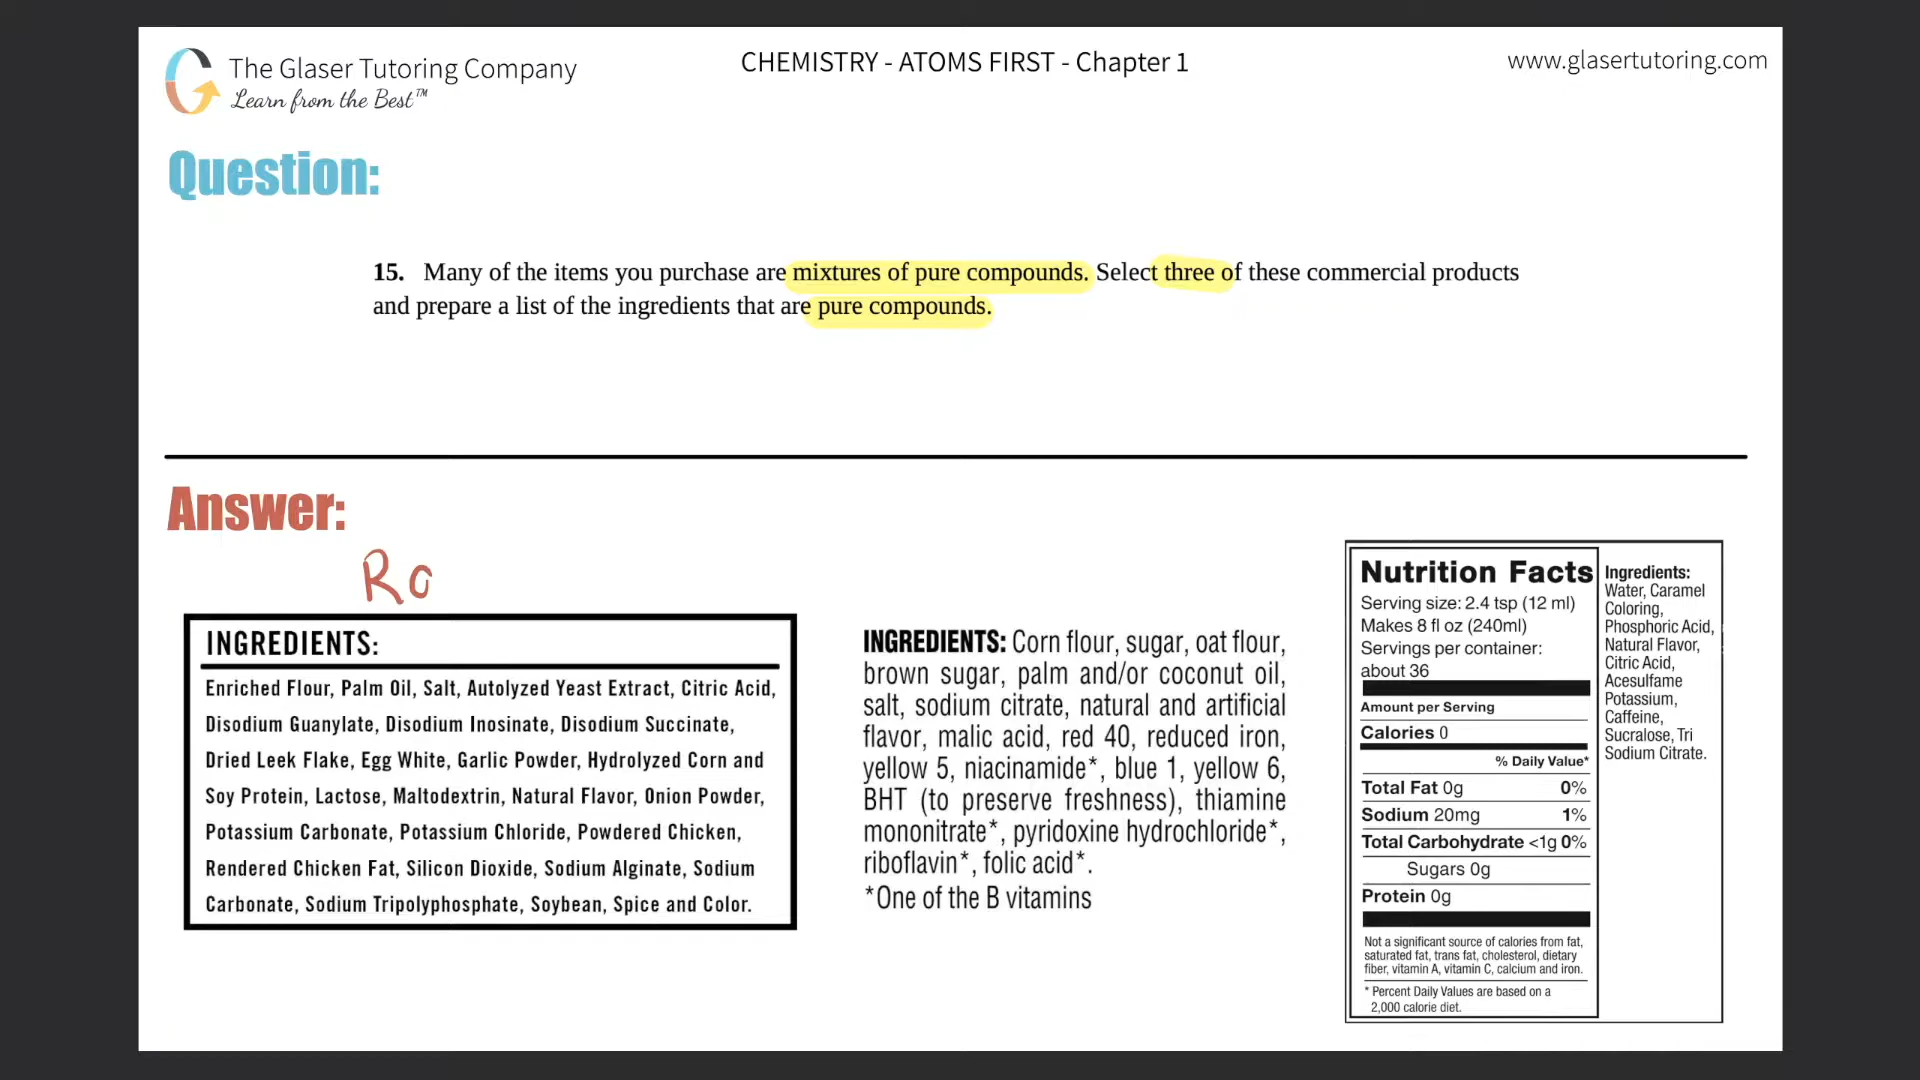 The Glaser Tutoring Company
Learn from the Best™
CHEMISTRY - ATOMS FIRST - Chapter 1
www.glasertutoring.com
Question:
15. Many of the items you purchase are mixtures of pure compounds. Select three of these commercial products
and prepare a list of the ingredients that are pure compounds.
Answer:
Ra
INGREDIENTS:
Enriched Flour, Palm Oil, Salt, Autolyzed Yeast Extract, Citric Acid,
Disodium Guanylate, Disodium Inosinate, Disodium Succinate,
Dried Leek Flake, Egg White, Garlic Powder, Hydrolyzed Corn and
Soy Protein, Lactose, Maltodextrin, Natural Flavor, Onion Powder,
Potassium Carbonate, Potassium Chloride, Powdered Chicken,
Rendered Chicken Fat, Silicon Dioxide, Sodium Alginate, Sodium
Carbonate, Sodium Tripolyphosphate, Soybean, Spice and Color.
INGREDIENTS: Corn flour, sugar, oat flour,
brown sugar, palm and/or coconut oil,
salt, sodium citrate, natural and artificial
flavor, malic acid, red 40, reduced iron,
yellow 5, niacinamide*, blue 1, yellow 6,
BHT (to preserve freshness), thiamine
mononitrate*, pyridoxine hydrochloride*,
riboflavin*, folic acid*.
*One of the B vitamins
Nutrition Facts
Serving size: 2.4 tsp (12 ml)
Makes 8 fl oz (240ml)
Servings per container:
about 36
Amount per Serving
Calories 0
% Daily Value*
Total Fat 0g 0%
Sodium 20mg 1%
Total Carbohydrate <1g 0%
Sugars 0g
Protein 0g
Not a significant source of calories from fat,
saturated fat, trans fat, cholesterol, dietary
fiber, vitamin A, vitamin C, calcium and iron.
* Percent Daily Values are based on a
2,000 calorie diet.
Ingredients:
Water, Caramel
Coloring,
Phosphoric Acid,
Natural Flavor,
Citric Acid,
Acesulfame
Potassium,
Caffeine,
Sucralose, Tri
Sodium Citrate.